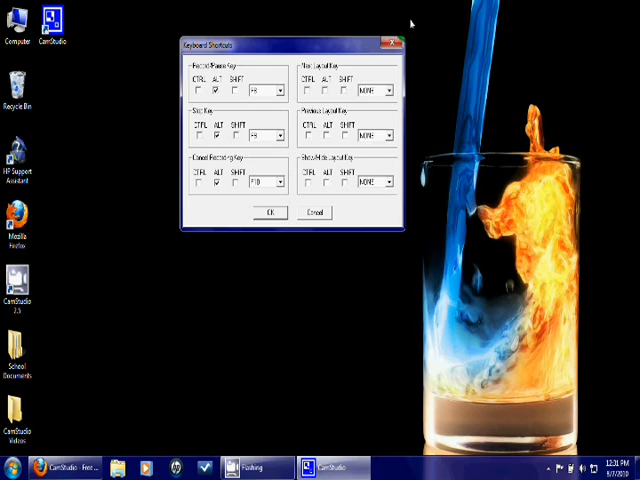 Computer
CamStudio
Recycle Bin
HP Support
Assistant
Mozilla
Firefox
CamStudio
2.5
School
Documents
CamStudio
Videos
Keyboard Shortcuts
Record/Pause Key
CTRL ALT SHIFT
Next Layout Key
CTRL ALT SHIFT
NONE
Stop Key
CTRL ALT SHIFT
Previous Layout Key
CTRL ALT SHIFT
NONE
Cancel Recording Key
CTRL ALT SHIFT
F10
Show/Hide Layout Key
CTRL ALT SHIFT
NONE
OK
Cancel
CamStudio - Free ...
Flashing
CamStudio
12:01 PM
9/7/2010